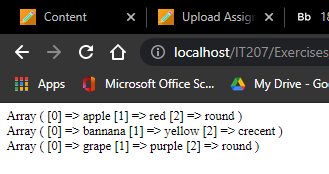 Content
Upload Assig
Bb
localhost/IT207/Exercises
Apps
Microsoft Office Sc...
My Drive - Goo
Array ( [0] => apple [1] => red [2] => round )
Array ( [0] => bannana [1] => yellow [2] => crecent )
Array ( [0] => grape [1] => purple [2] => round )